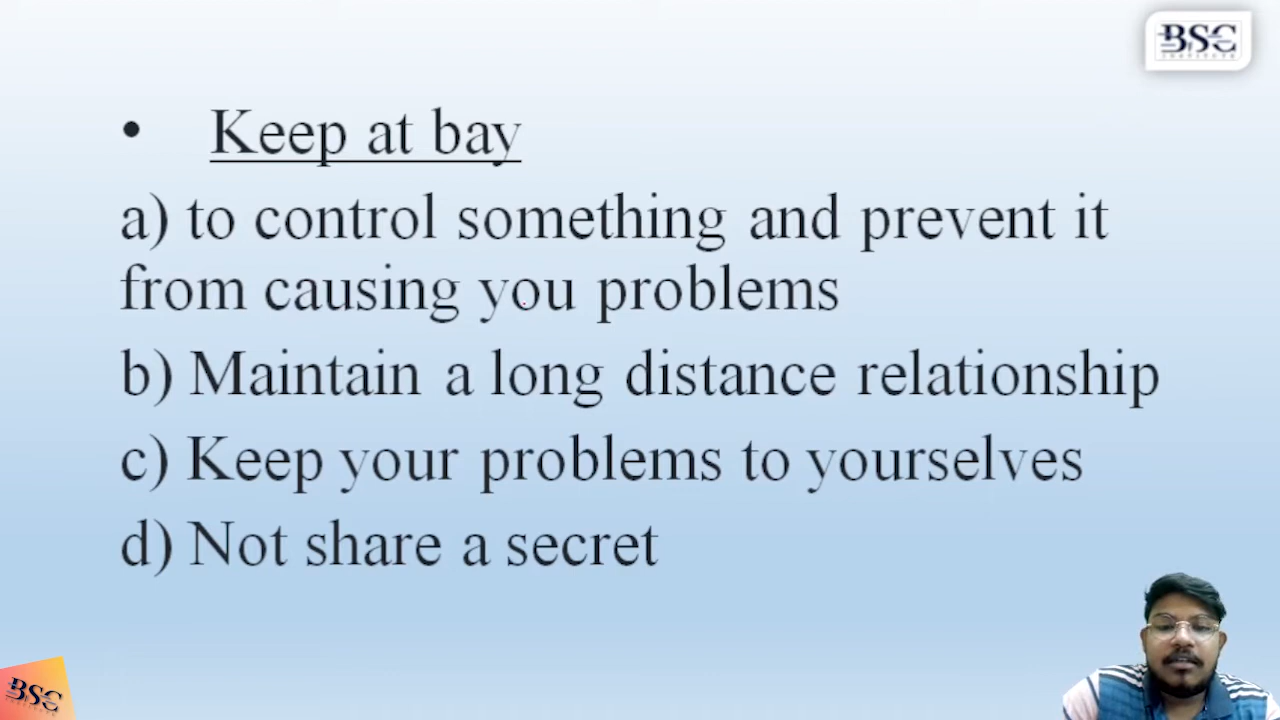 BSC
• Keep at bay
a) to control something and prevent it
from causing you problems
b) Maintain a long distance relationship
c) Keep your problems to yourselves
d) Not share a secret
BSC